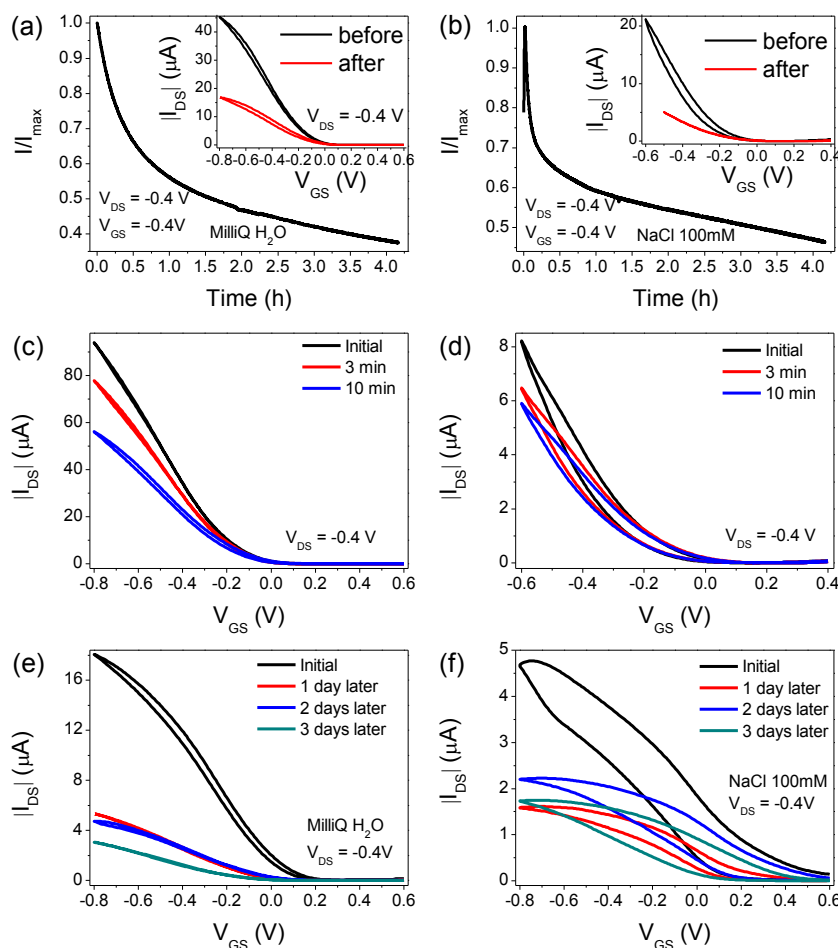 (a)
1.0
0.9
0.8
0.7
0.6
0.5
0.4
I/I_max
0.0 0.5 1.0 1.5 2.0 2.5 3.0 3.5 4.0
Time (h)
V_DS = -0.4 V
V_GS = -0.4V
MilliQ H_2O
|I_DS| (μA)
40
20
0
before
after
V_DS = -0.4 V
-0.8 -0.6 -0.4 -0.2 0.0 0.2 0.4 0.6
V_GS (V)
(b)
1.0
0.9
0.8
0.7
0.6
0.5
I/I_max
0.0 0.5 1.0 1.5 2.0 2.5 3.0 3.5 4.0
Time (h)
V_DS = -0.4 V
V_GS = -0.4 V
NaCl 100mM
|I_DS| (μA)
20
10
0
before
after
-0.6 -0.4 -0.2 0.0 0.2 0.4
V_GS (V)
(c)
80
60
40
20
0
|I_DS| (μA)
Initial
3 min
10 min
V_DS = -0.4 V
-0.8 -0.6 -0.4 -0.2 0.0 0.2 0.4 0.6
V_GS (V)
(d)
8
6
4
2
0
|I_DS| (μA)
Initial
3 min
10 min
V_DS = -0.4 V
-0.6 -0.4 -0.2 0.0 0.2 0.4
V_GS (V)
(e)
16
12
8
4
0
|I_DS| (μA)
Initial
1 day later
2 days later
3 days later
MilliQ H_2O
V_DS = -0.4V
-0.8 -0.6 -0.4 -0.2 0.0 0.2 0.4 0.6
V_GS (V)
(f)
5
4
3
2
1
0
|I_DS| (μA)
Initial
1 day later
2 days later
3 days later
NaCl 100mM
V_DS = -0.4V
-0.8 -0.6 -0.4 -0.2 0.0 0.2 0.4 0.6
V_GS (V)